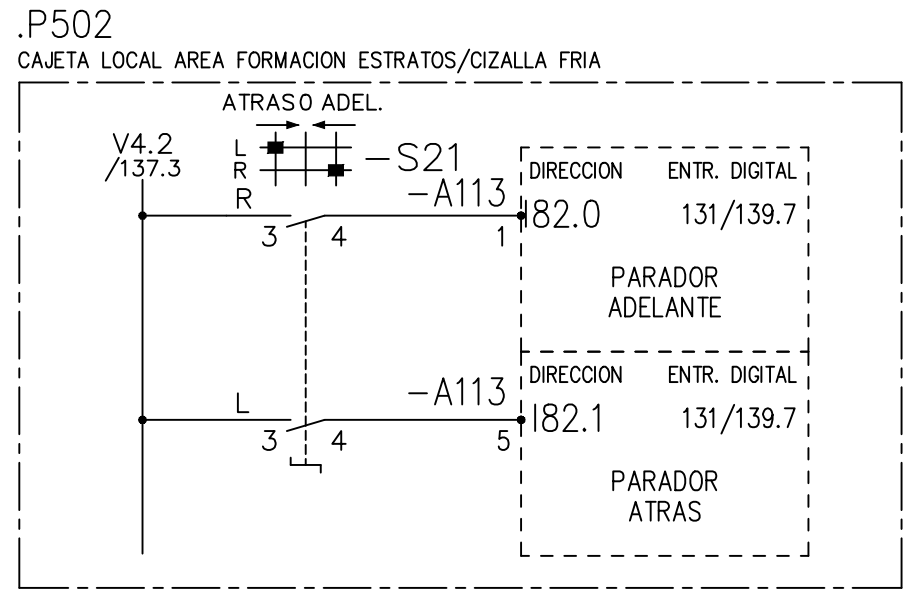 .P502
CAJETA LOCAL AREA FORMACION ESTRATOS/CIZALLA FRIA
ATRAS 0 ADEL.
V4.2
/137.3
L
R
-S21
R
3
4
-A113
1
DIRECCION ENTR. DIGITAL
I82.0 131/139.7
PARADOR
ADELANTE
L
3
4
-A113
5
DIRECCION ENTR. DIGITAL
I82.1 131/139.7
PARADOR
ATRAS